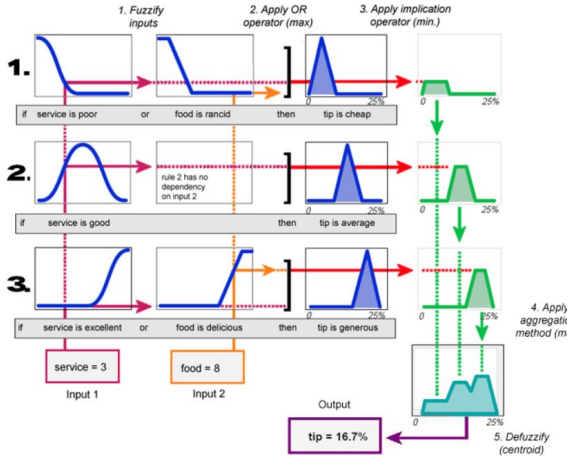 1. Fuzzify inputs
2. Apply OR operator (max)
3. Apply implication operator (min.)
1.
0 25%
0 25%
if service is poor or food is rancid then tip is cheap
2.
rule 2 has no
dependency
on input 2
0 25%
0 25%
if service is good then tip is average
3.
0 25%
0 25%
if service is excellent or food is delicious then tip is generous
4. Apply
aggregatio
method (m
service = 3
food = 8
Input 1
Input 2
Output
tip = 16.7%
0 25%
5. Defuzzify
(centroid)